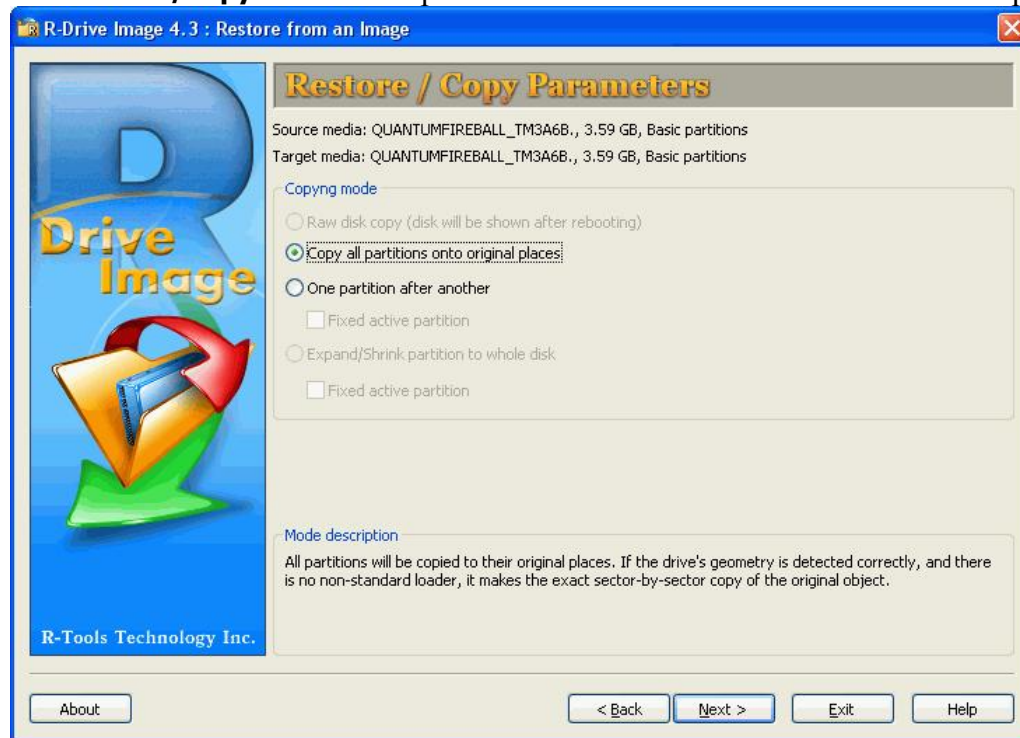 R-Drive Image 4.3 : Restore from an Image
Restore / Copy Parameters
Source media: QUANTUMFIREBALL_TM3A6B., 3.59 GB, Basic partitions
Target media: QUANTUMFIREBALL_TM3A6B., 3.59 GB, Basic partitions
Copyng mode
Raw disk copy (disk will be shown after rebooting)
Copy all partitions onto original places
One partition after another
Fixed active partition
Expand/Shrink partition to whole disk
Fixed active partition
Mode description
All partitions will be copied to their original places. If the drive's geometry is detected correctly, and there
is no non-standard loader, it makes the exact sector-by-sector copy of the original object.
R
Drive
Image
R-Tools Technology Inc.
About
< Back
Next >
Exit
Help